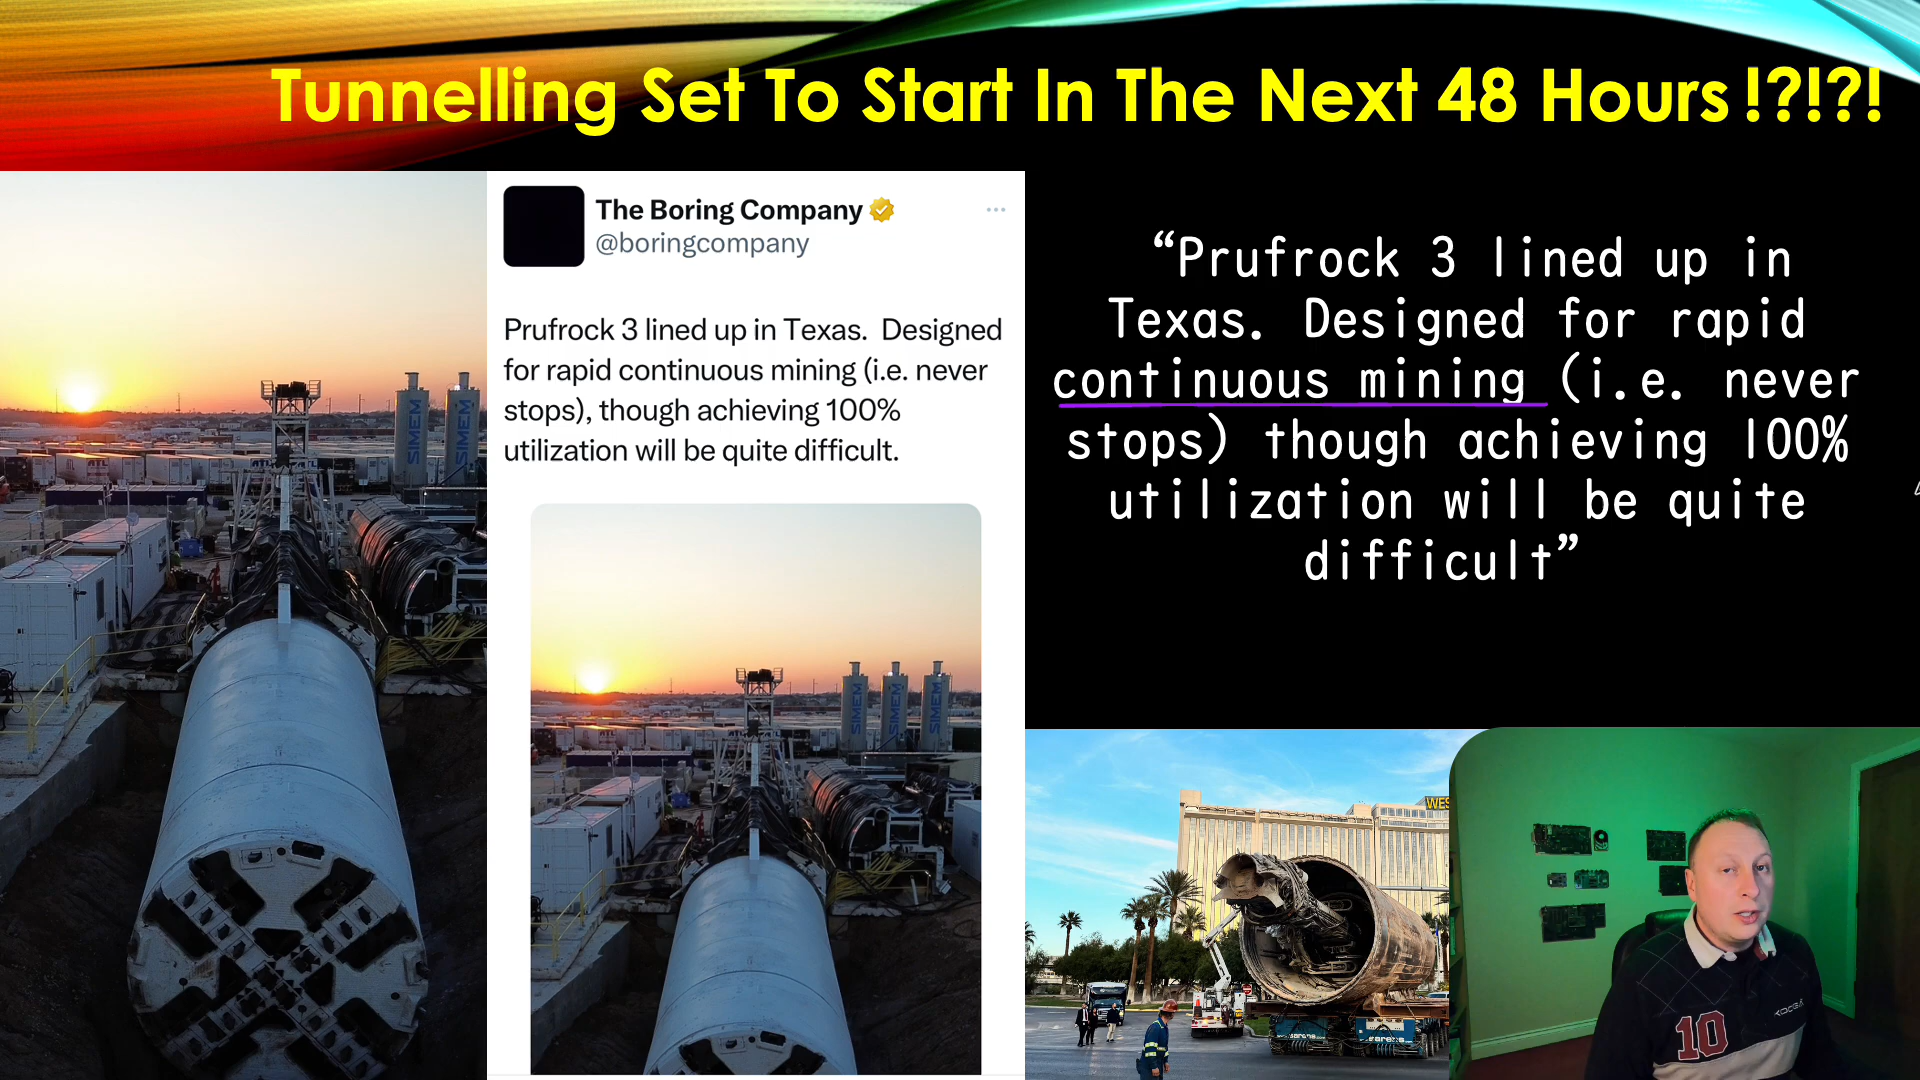 Tunnelling Set To Start In The Next 48 Hours !?!?!
The Boring Company
@boringcompany
Prufrock 3 lined up in Texas. Designed
for rapid continuous mining (i.e. never
stops), though achieving 100%
utilization will be quite difficult.
“Prufrock 3 lined up in
Texas. Designed for rapid
continuous mining (i.e. never
stops) though achieving 100%
utilization will be quite
difficult”
SIMEM
SIMEM
SIMEM
SIMEM
SIMEM
WES
sarens
sarens
10